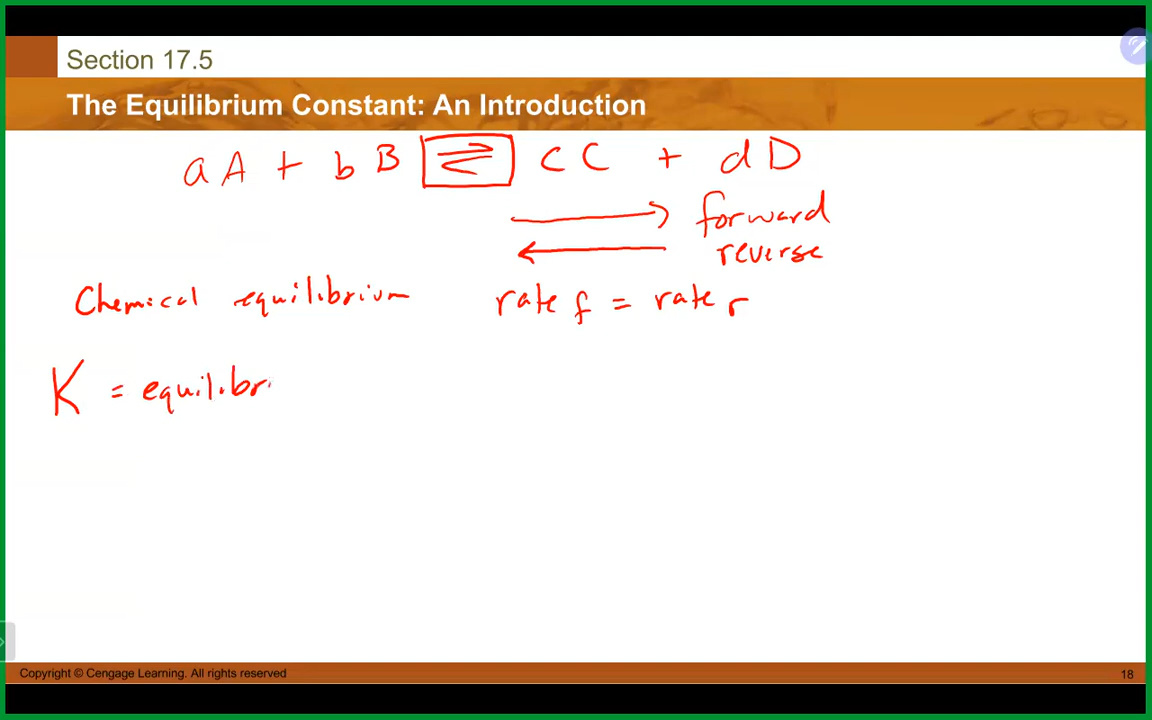 Section 17.5
The Equilibrium Constant: An Introduction
aA + bB ⇌ cC + dD
→ forward
← reverse
Chemical equilibrium rate f = rate r
K = equilibri
Copyright © Cengage Learning. All rights reserved 18